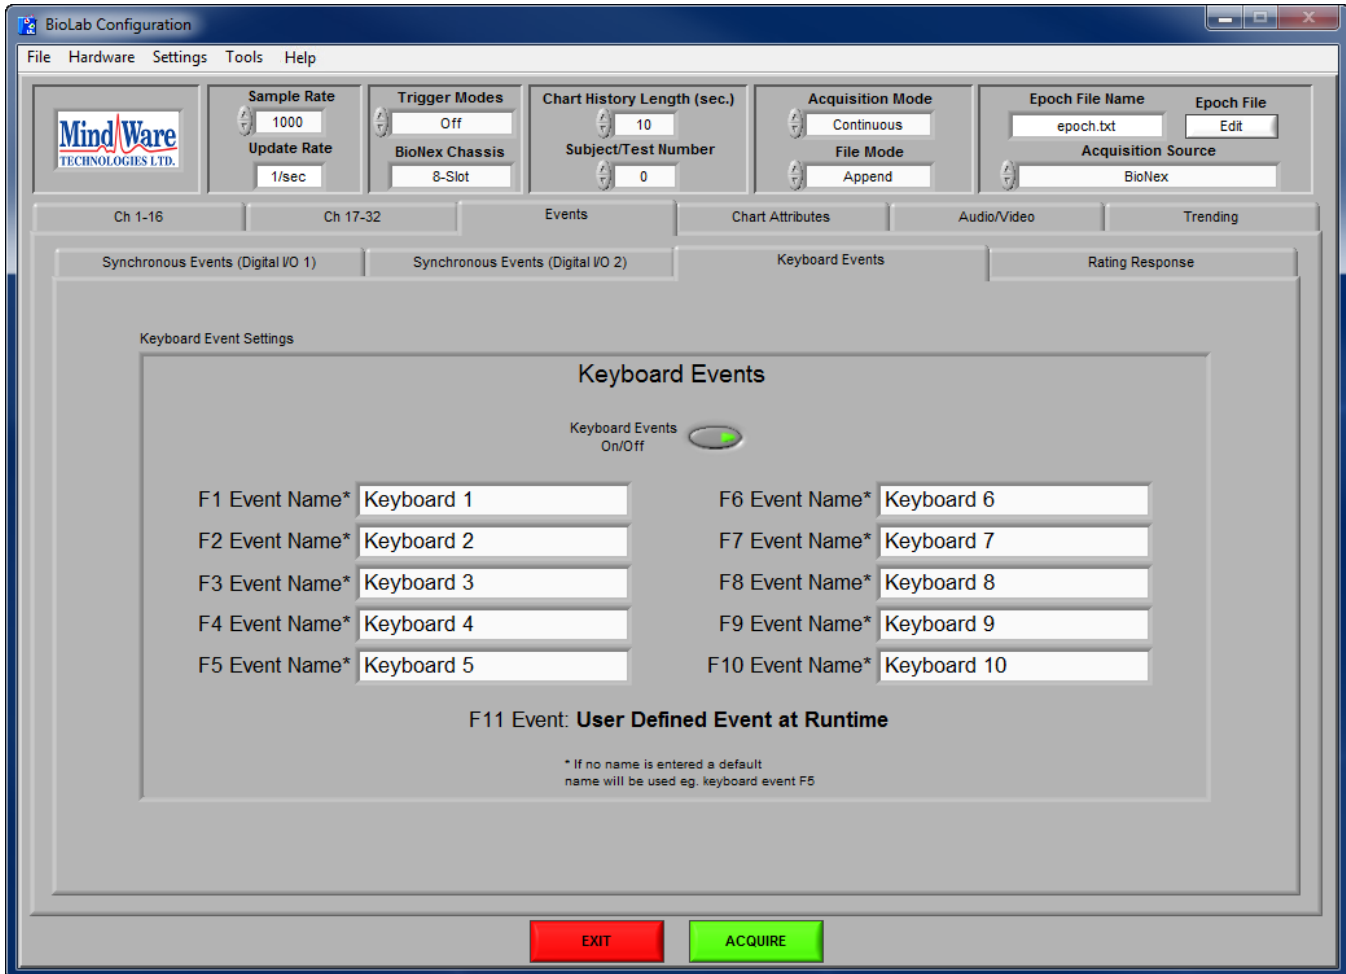 BioLab Configuration
File Hardware Settings Tools Help
MindWare
TECHNOLOGIES LTD.
Sample Rate
1000
Update Rate
1/sec
Trigger Modes
Off
BioNex Chassis
8-Slot
Chart History Length (sec.)
10
Subject/Test Number
0
Acquisition Mode
Continuous
File Mode
Append
Epoch File Name
epoch.txt
Epoch File
Edit
Acquisition Source
BioNex
Ch 1-16 Ch 17-32 Events Chart Attributes Audio/Video Trending
Synchronous Events (Digital I/O 1) Synchronous Events (Digital I/O 2) Keyboard Events Rating Response
Keyboard Event Settings
Keyboard Events
Keyboard Events
On/Off
F1 Event Name* Keyboard 1 F6 Event Name* Keyboard 6
F2 Event Name* Keyboard 2 F7 Event Name* Keyboard 7
F3 Event Name* Keyboard 3 F8 Event Name* Keyboard 8
F4 Event Name* Keyboard 4 F9 Event Name* Keyboard 9
F5 Event Name* Keyboard 5 F10 Event Name* Keyboard 10
F11 Event: User Defined Event at Runtime
* If no name is entered a default
name will be used eg. keyboard event F5
EXIT ACQUIRE